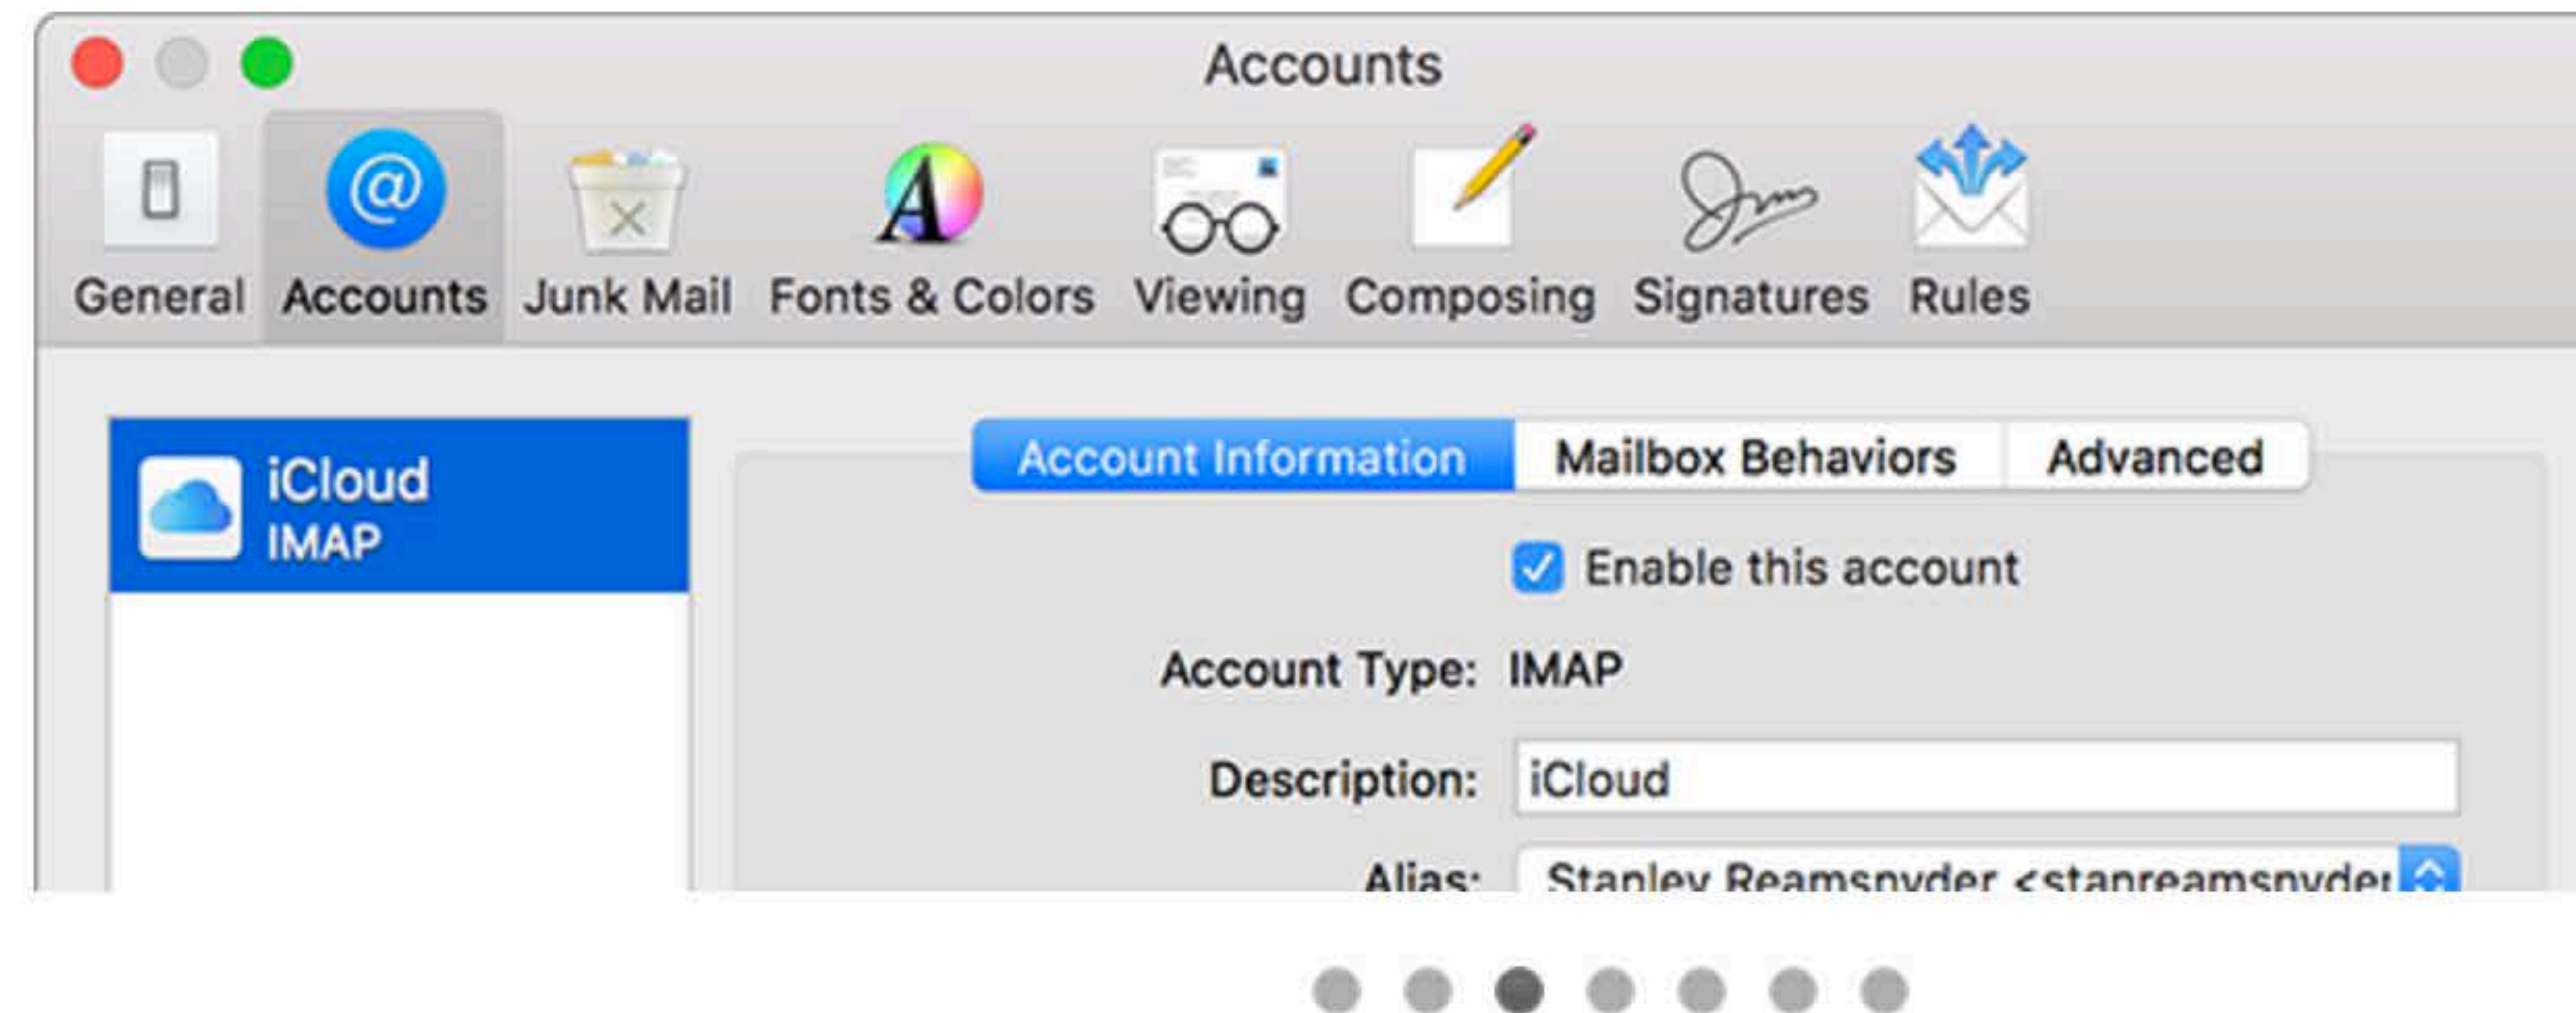 Accounts
General Accounts Junk Mail Fonts & Colors Viewing Composing Signatures Rules
iCloud
IMAP
Account Information Mailbox Behaviors Advanced
Enable this account
Account Type: IMAP
Description: iCloud
Alias: Stanley Reamsnyder <stanreamsnyder